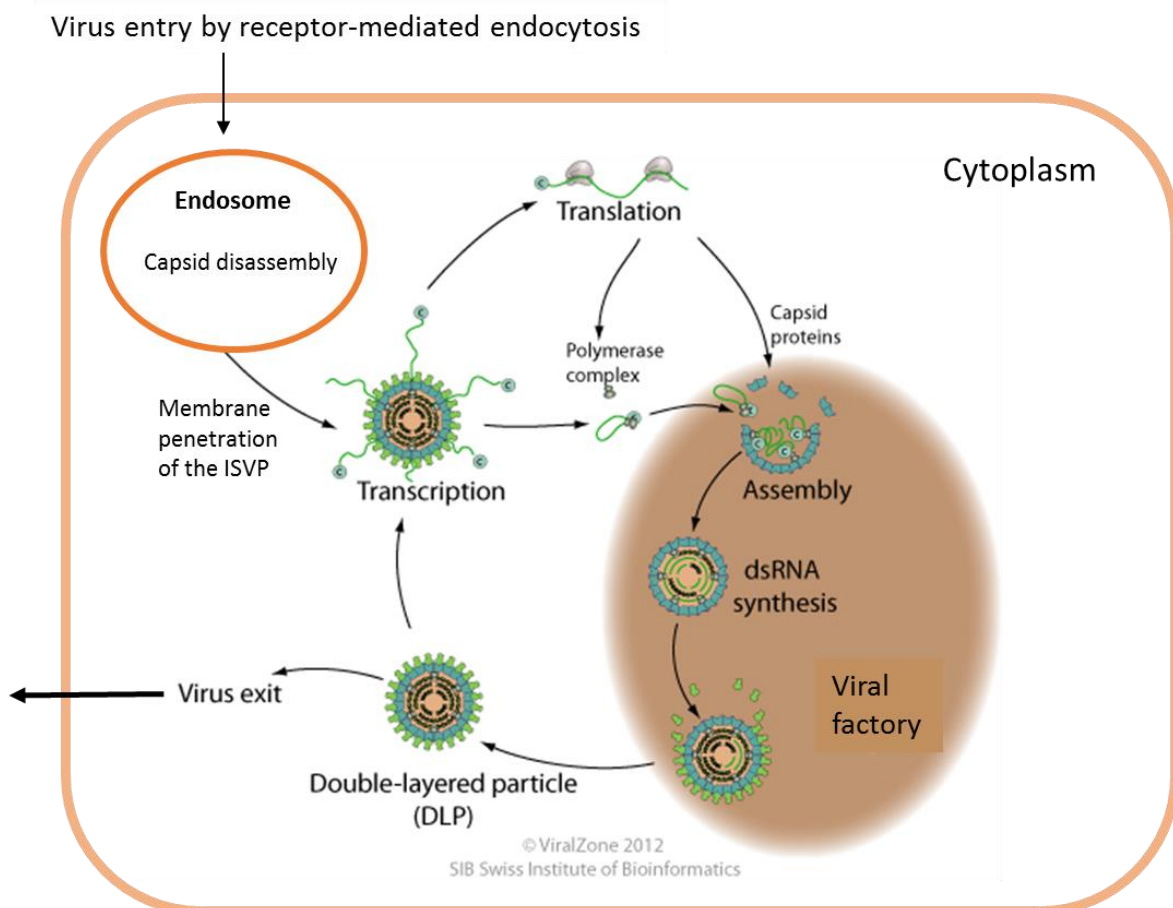 Virus entry by receptor-mediated endocytosis
Cytoplasm
Endosome
Capsid disassembly
C
Translation
Capsid
proteins
Polymerase
complex
Membrane
penetration
of the ISVP
C
C
C
C
Transcription
C
C
C
Assembly
dsRNA
synthesis
Viral
factory
Virus exit
Double-layered particle
(DLP)
© ViralZone 2012
SIB Swiss Institute of Bioinformatics